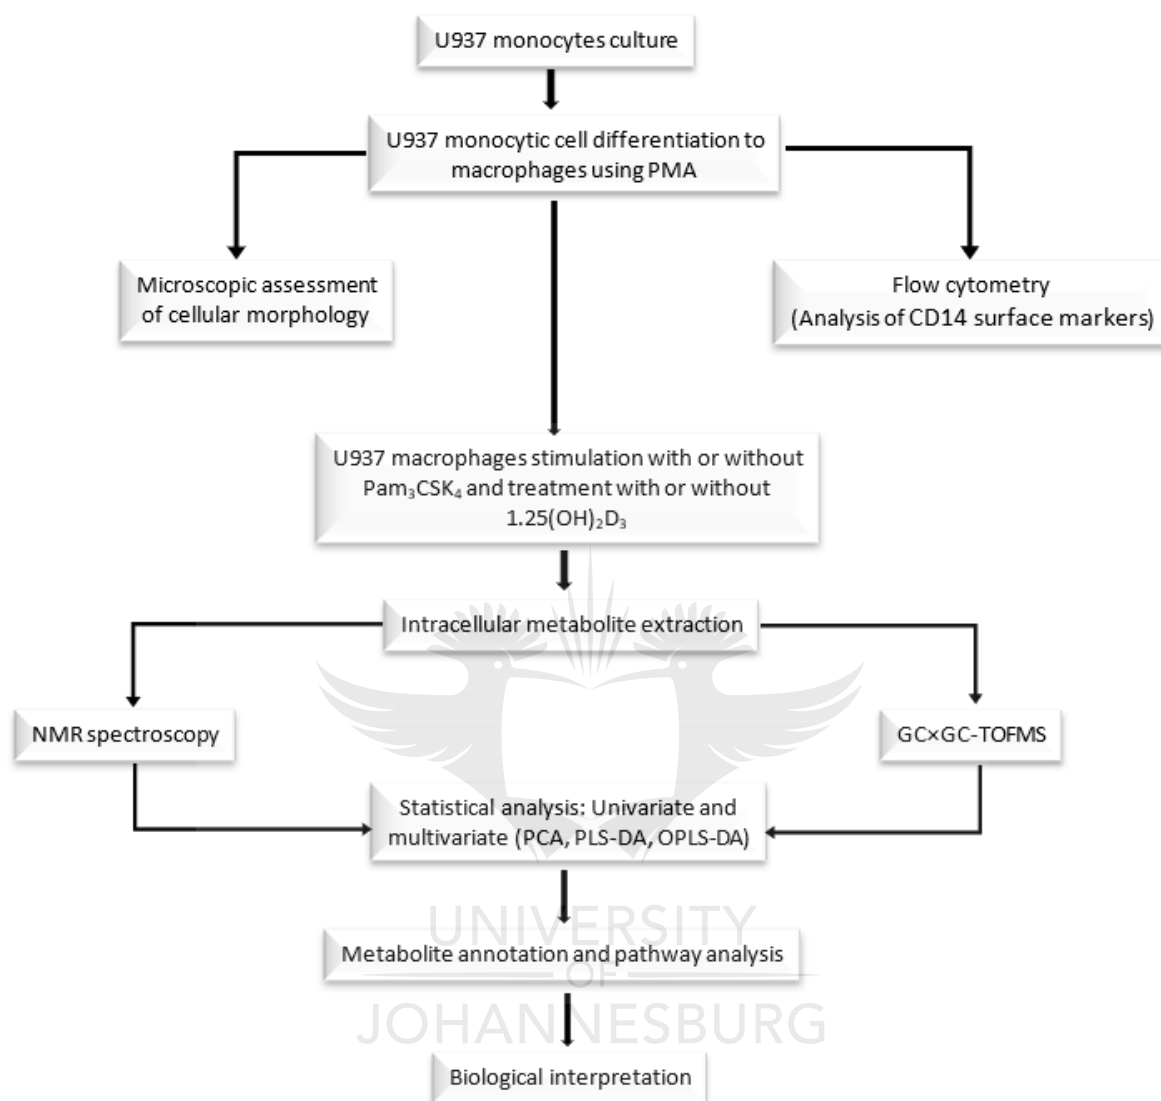 U937 monocytes culture
U937 monocytic cell differentiation to
macrophages using PMA
Microscopic assessment
of cellular morphology
Flow cytometry
(Analysis of CD14 surface markers)
U937 macrophages stimulation with or without
Pam₃CSK₄ and treatment with or without
1.25(OH)₂D₃
Intracellular metabolite extraction
NMR spectroscopy
GC×GC-TOFMS
Statistical analysis: Univariate and
multivariate (PCA, PLS-DA, OPLS-DA)
UNIVERSITY
Metabolite annotation and pathway analysis
OF
JOHANNESBURG
Biological interpretation